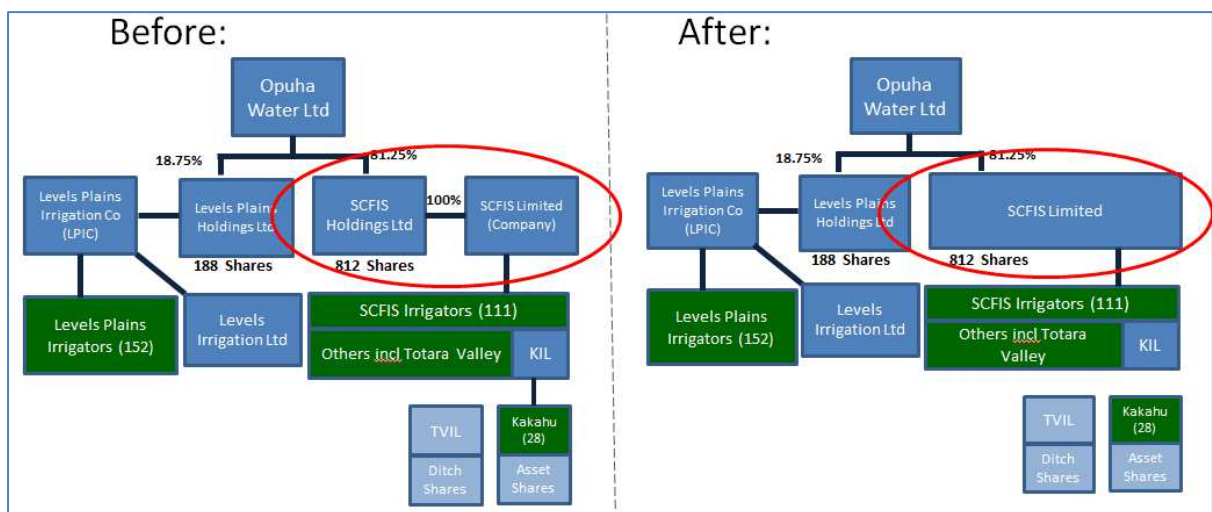 Before:
Opuha
Water Ltd
18.75%
81.25%
Levels Plains
Irrigation Co
(LPIC)
Levels Plains
Holdings Ltd
SCFIS
Holdings Ltd
100%
SCFIS Limited
(Company)
188 Shares
812 Shares
Levels Plains
Irrigators (152)
Levels
Irrigation Ltd
SCFIS Irrigators (111)
Others incl Totara Valley
KIL
TVIL
Kakahu
(28)
Ditch
Shares
Asset
Shares
After:
Opuha
Water Ltd
18.75%
81.25%
Levels Plains
Irrigation Co
(LPIC)
Levels Plains
Holdings Ltd
SCFIS Limited
188 Shares
812 Shares
Levels Plains
Irrigators (152)
Levels
Irrigation Ltd
SCFIS Irrigators (111)
Others incl Totara
Valley
KIL
TVIL
Kakahu
(28)
Ditch
Shares
Asset
Shares